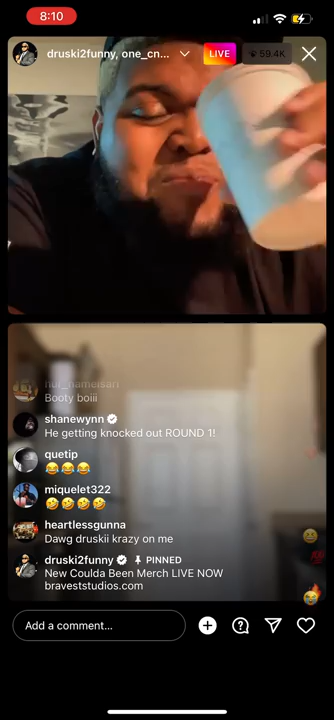 8:10
druski2funny, one_cn...
LIVE
59.4K
Booty boiii
shanewynn
He getting knocked out ROUND 1!
quetip
😂😂😂
miquelet322
🤣🤣🤣🤣
heartlessgunna
Dawg druskii krazy on me
druski2funny PINNED
New Coulda Been Merch LIVE NOW
braveststudios.com
Add a comment...